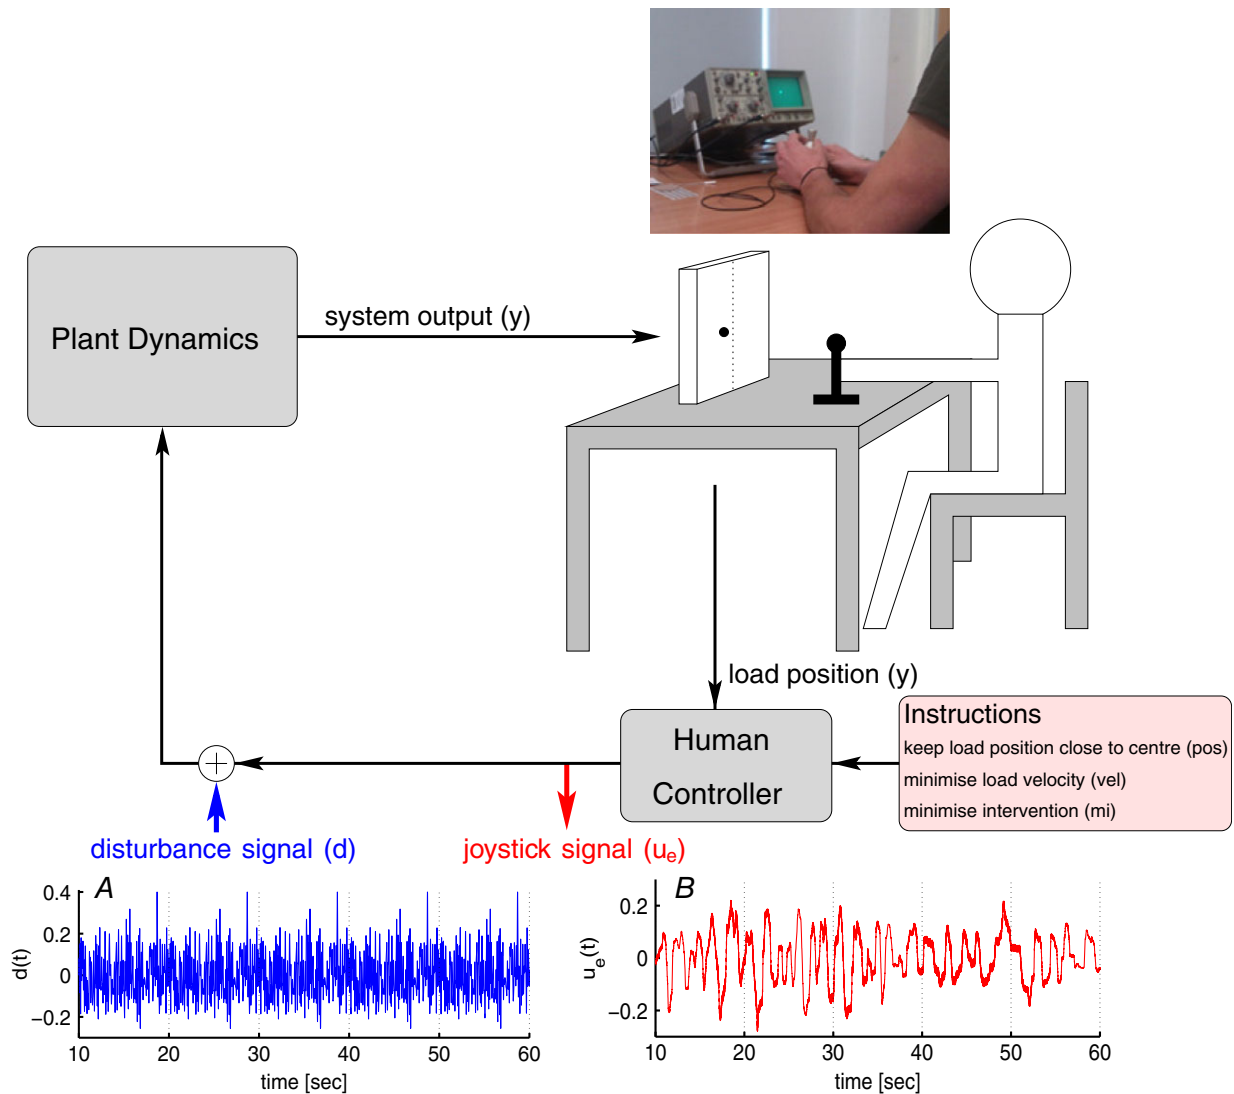 Plant Dynamics
system output (y)
load position (y)
Human
Controller
Instructions
keep load position close to centre (pos)
minimise load velocity (vel)
minimise intervention (mi)
+
disturbance signal (d)
joystick signal (uₑ)
A
0.4
0.2
0
−0.2
d(t)
10 20 30 40 50 60
time [sec]
B
0.2
0
−0.2
uₑ(t)
10 20 30 40 50 60
time [sec]